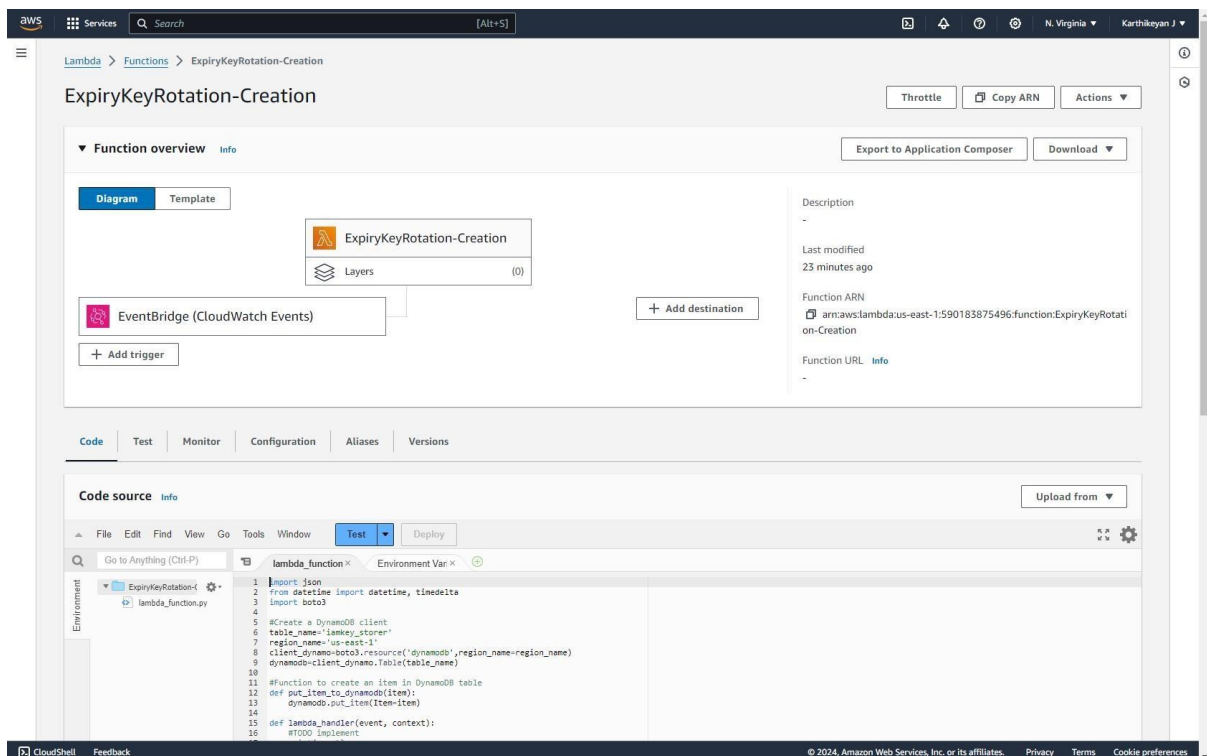 aws Services Search [Alt+S] N. Virginia Karthikeyan J
Lambda > Functions > ExpiryKeyRotation-Creation
ExpiryKeyRotation-Creation
Throttle Copy ARN Actions
Function overview Info
Export to Application Composer Download
Diagram Template
ExpiryKeyRotation-Creation
Layers (0)
EventBridge (CloudWatch Events)
+ Add trigger
+ Add destination
Description
-
Last modified
23 minutes ago
Function ARN
arn:aws:lambda:us-east-1:590183875496:function:ExpiryKeyRotati
on-Creation
Function URL Info
-
Code Test Monitor Configuration Aliases Versions
Code source Info
Upload from
File Edit Find View Go Tools Window Test Deploy
Go to Anything (Ctrl-P)
lambda_function × Environment Var ×
Environment
ExpiryKeyRotation-(
lambda_function.py
1 import json
2 from datetime import datetime, timedelta
3 import boto3
4
5 #Create a DynamoDB client
6 table_name='iamkey_storer'
7 region_name='us-east-1'
8 client_dynamo=boto3.resource('dynamodb',region_name=region_name)
9 dynamodb=client_dynamo.Table(table_name)
10
11 #Function to create an item in DynamoDB table
12 def put_item_to_dynamodb(item):
13 dynamodb.put_item(Item=item)
14
15 def lambda_handler(event, context):
16 #TODO implement
CloudShell Feedback © 2024, Amazon Web Services, Inc. or its affiliates. Privacy Terms Cookie preferences